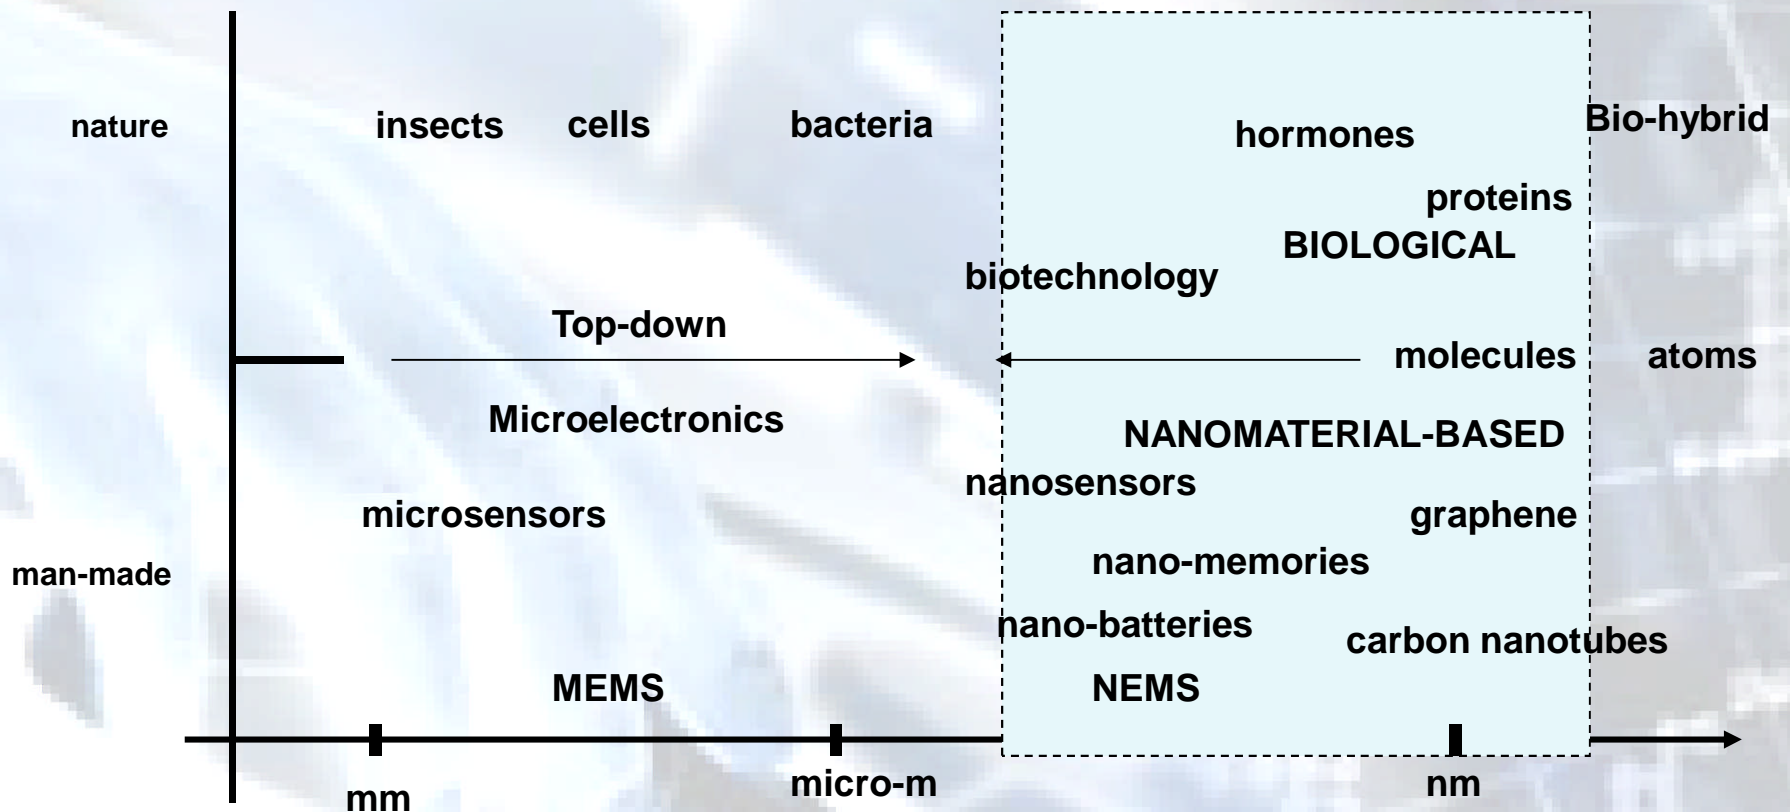 nature
insects
cells
bacteria
hormones
Bio-hybrid
proteins
BIOLOGICAL
biotechnology
Top-down
molecules
atoms
Microelectronics
NANOMATERIAL-BASED
nanosensors
microsensors
graphene
nano-memories
man-made
nano-batteries
carbon nanotubes
MEMS
NEMS
mm
micro-m
nm